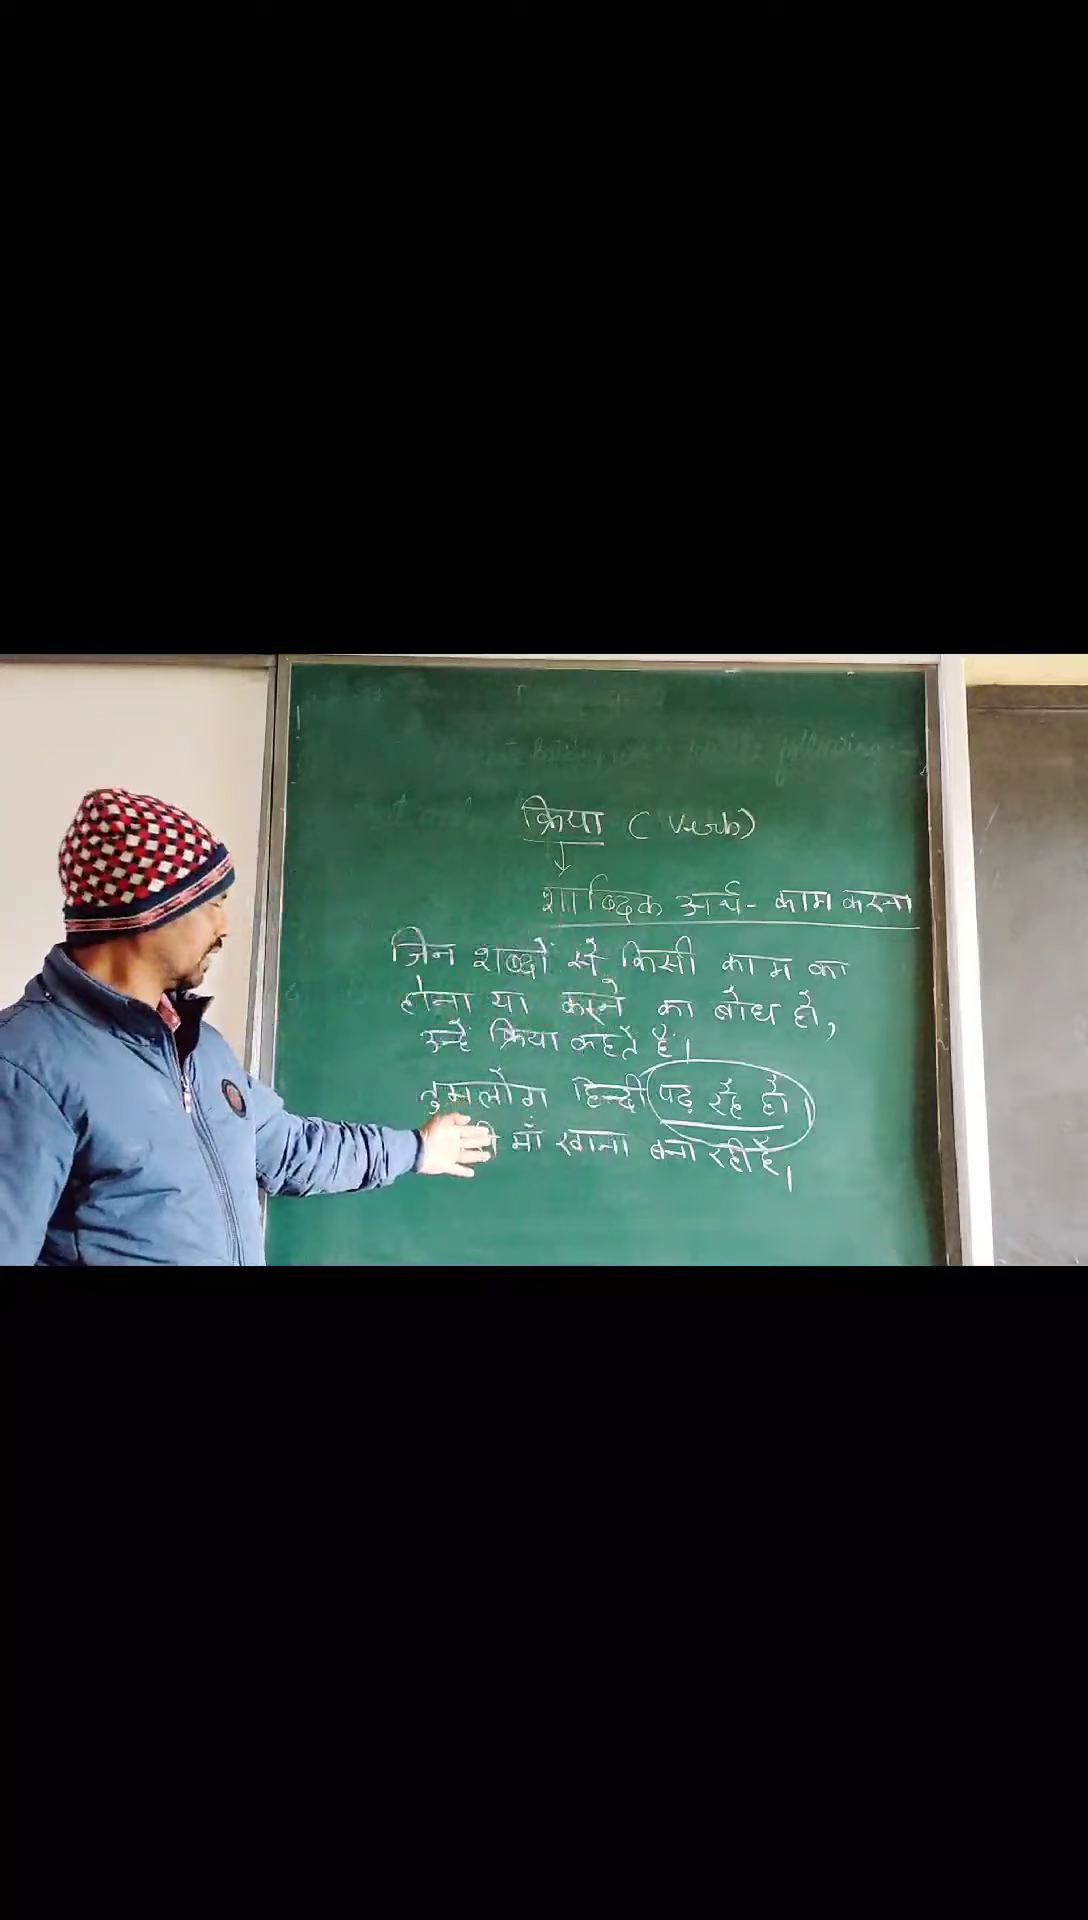 क्रिया ( Verb)
शाब्दिक अर्थ - काम करना
जिन शब्दों से किसी काम का
होना या करने का बोध हो,
उन्हें क्रिया कहते हैं।
तुमलोग हिन्दी पढ़ रहे हो।
माँ खाना बना रही है।